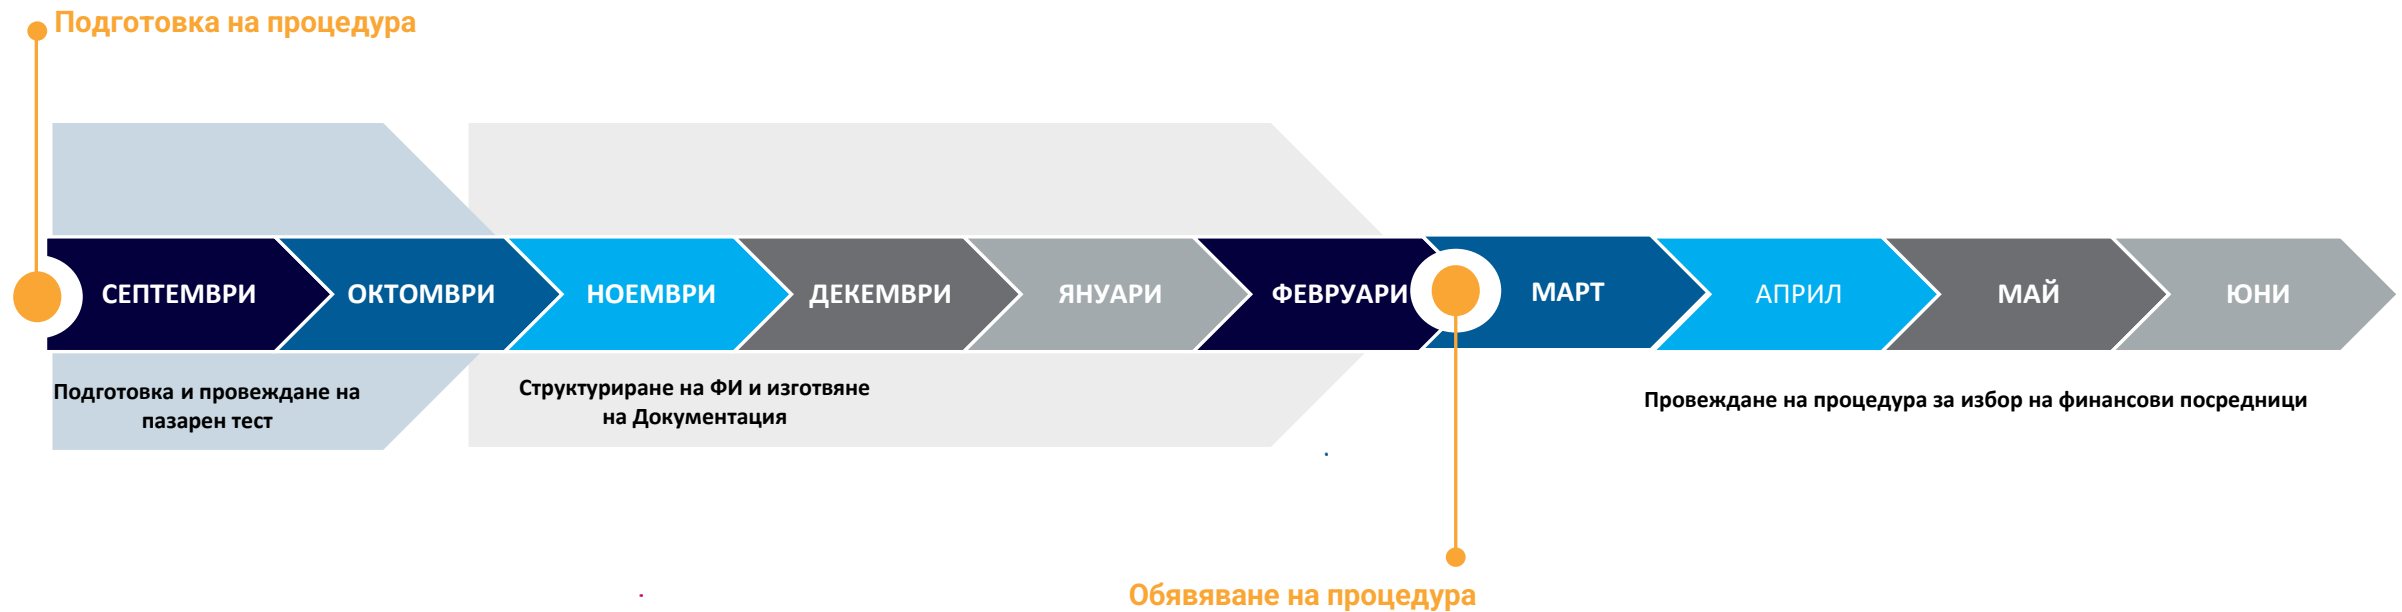 Подготовка на процедура
СЕПТЕМВРИ
ОКТОМВРИ
НОЕМВРИ
ДЕКЕМВРИ
ЯНУАРИ
ФЕВРУАРИ
МАРТ
АПРИЛ
МАЙ
ЮНИ
Подготовка и провеждане на
пазарен тест
Структуриране на ФИ и изготвяне
на Документация
Провеждане на процедура за избор на финансови посредници
Обявяване на процедура